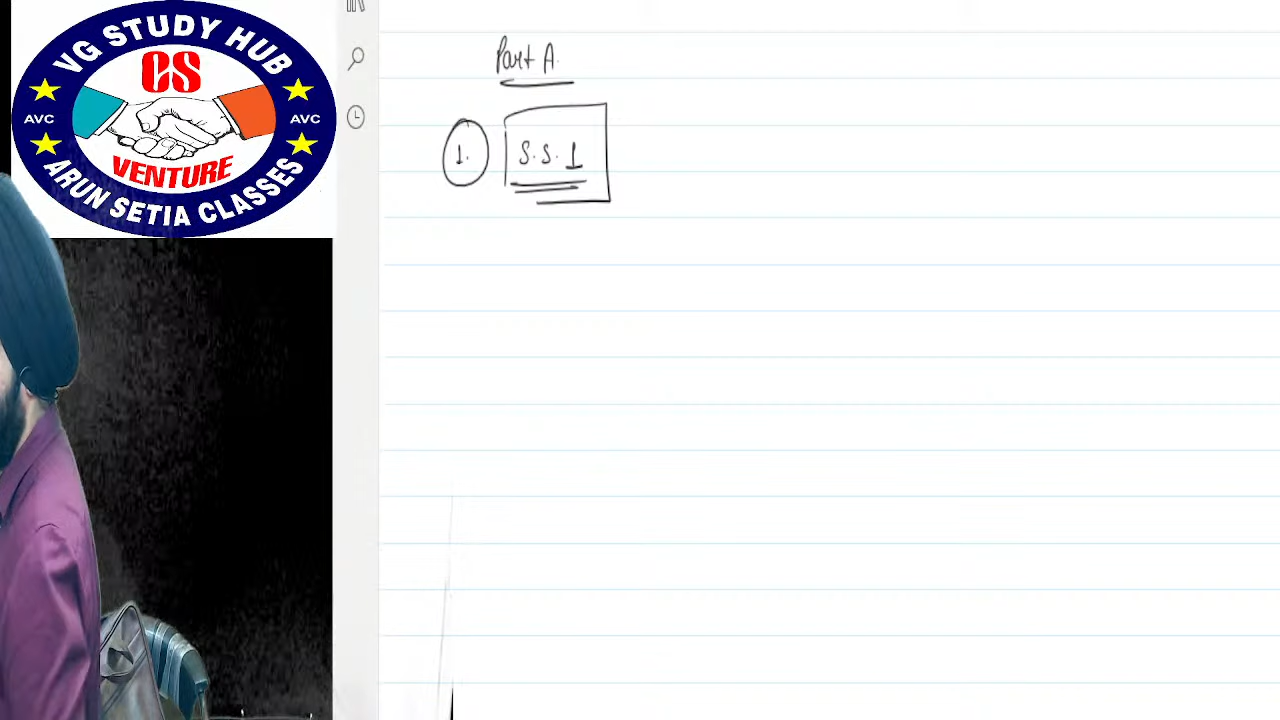 VG STUDY HUB
CS
AVC
AVC
VENTURE
ARUN SETIA CLASSES
Part A.
1. S.S. 1